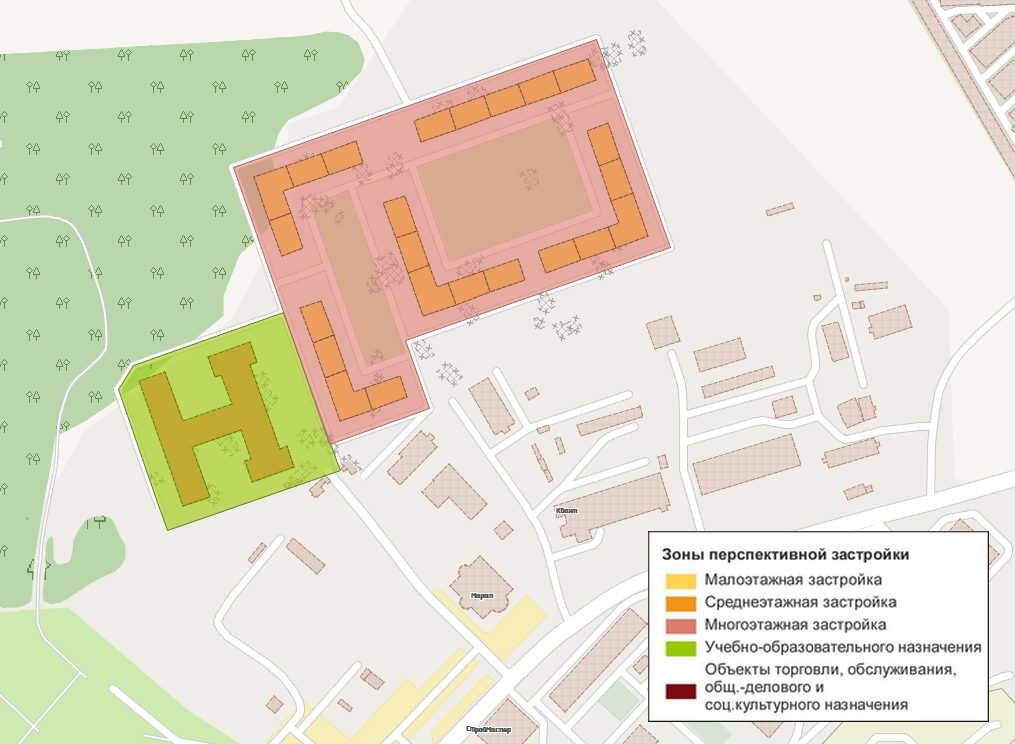 Квант
Марал
СтройМастер
Зоны перспективной застройки
Малоэтажная застройка
Среднеэтажная застройка
Многоэтажная застройка
Учебно-образовательного назначения
Объекты торговли, обслуживания,
общ.-делового и
соц.культурного назначения